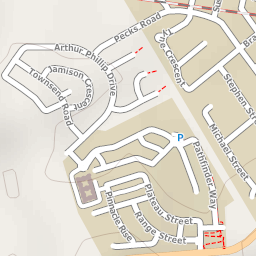 Pecks Road
Arthur Phillip Drive
Jamison Crescent
Townsend Road
Crescent
Stephen Street
Michael Street
P
Pathfinder Way
Plateau Street
Pinnacle Rise
Range Street